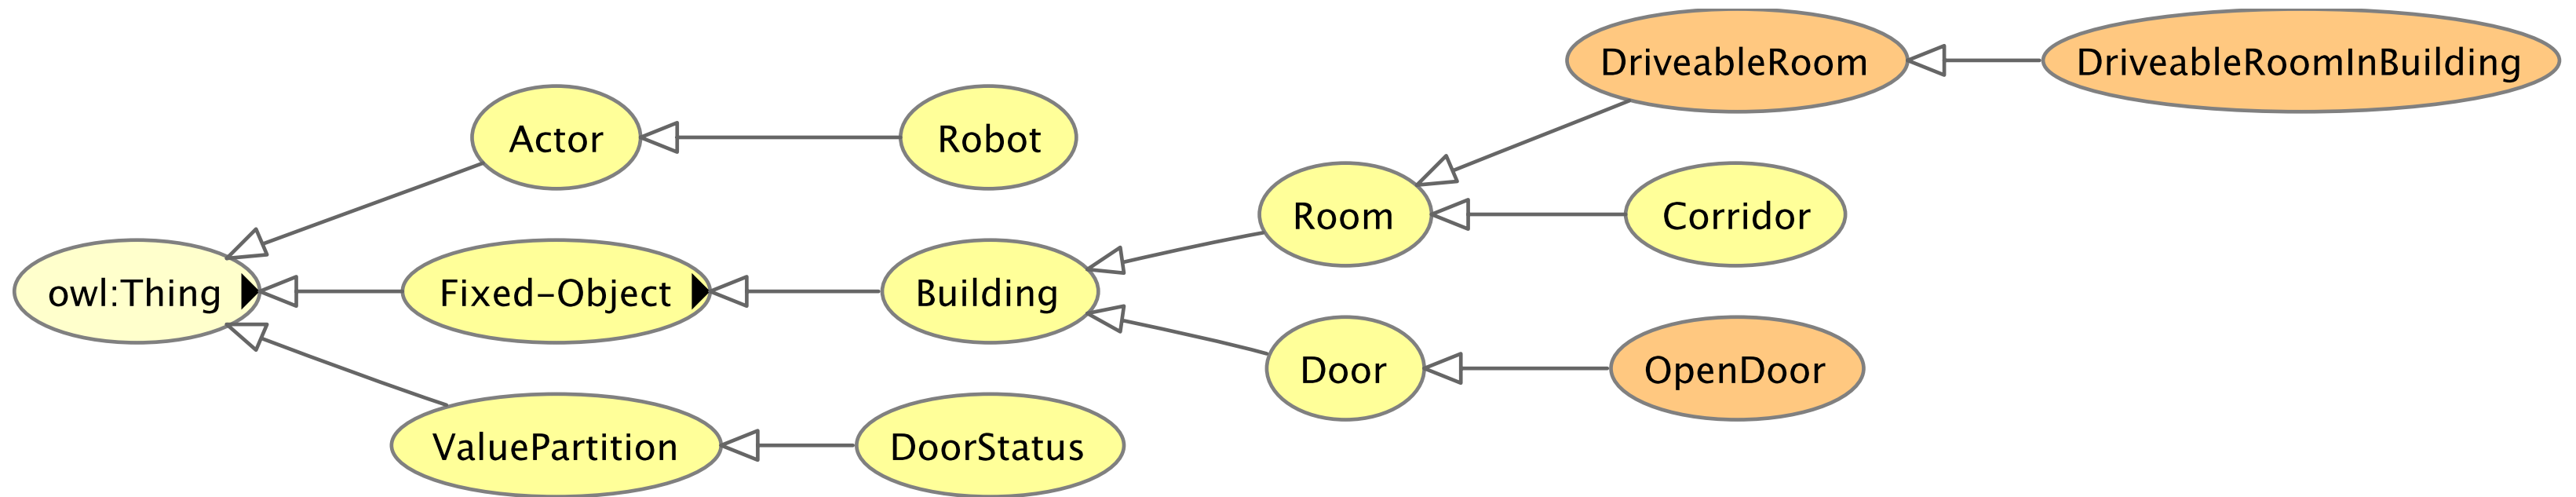 DriveableRoom
DriveableRoomInBuilding
Actor
Robot
Room
Corridor
owl:Thing
Fixed-Object
Building
Door
OpenDoor
ValuePartition
DoorStatus